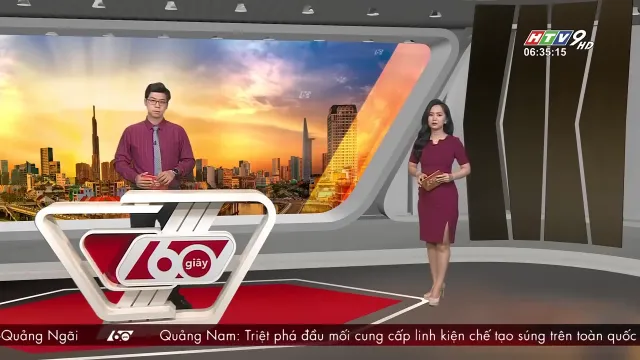 HTV9 HD
06:35:15
60 giây
Quảng Ngãi 60 Quảng Nam: Triệt phá đầu mối cung cấp linh kiện chế tạo súng trên toàn quốc